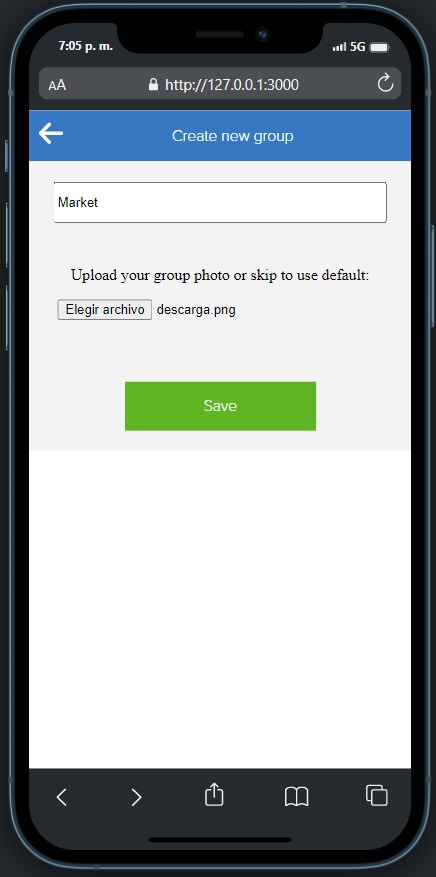 7:05 p. m. 5G
AA http://127.0.0.1:3000
Create new group
Market
Upload your group photo or skip to use default:
Elegir archivo descarga.png
Save